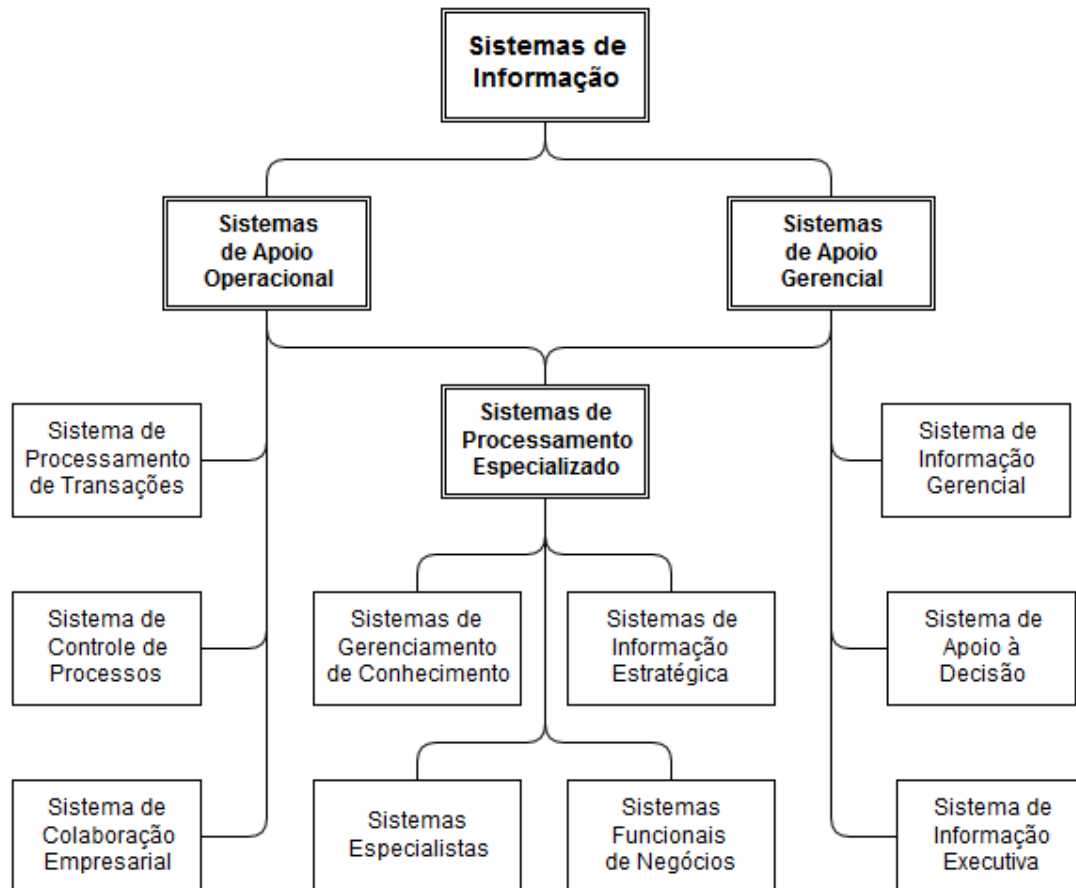 Sistemas de
Informação
Sistemas
de Apoio
Operacional
Sistemas
de Apoio
Gerencial
Sistemas de
Processamento
Especializado
Sistema de
Processamento
de Transações
Sistema de
Informação
Gerencial
Sistema de
Controle de
Processos
Sistemas de
Gerenciamento
de Conhecimento
Sistemas de
Informação
Estratégica
Sistema de
Apoio à
Decisão
Sistema de
Colaboração
Empresarial
Sistemas
Especialistas
Sistemas
Funcionais
de Negócios
Sistema de
Informação
Executiva